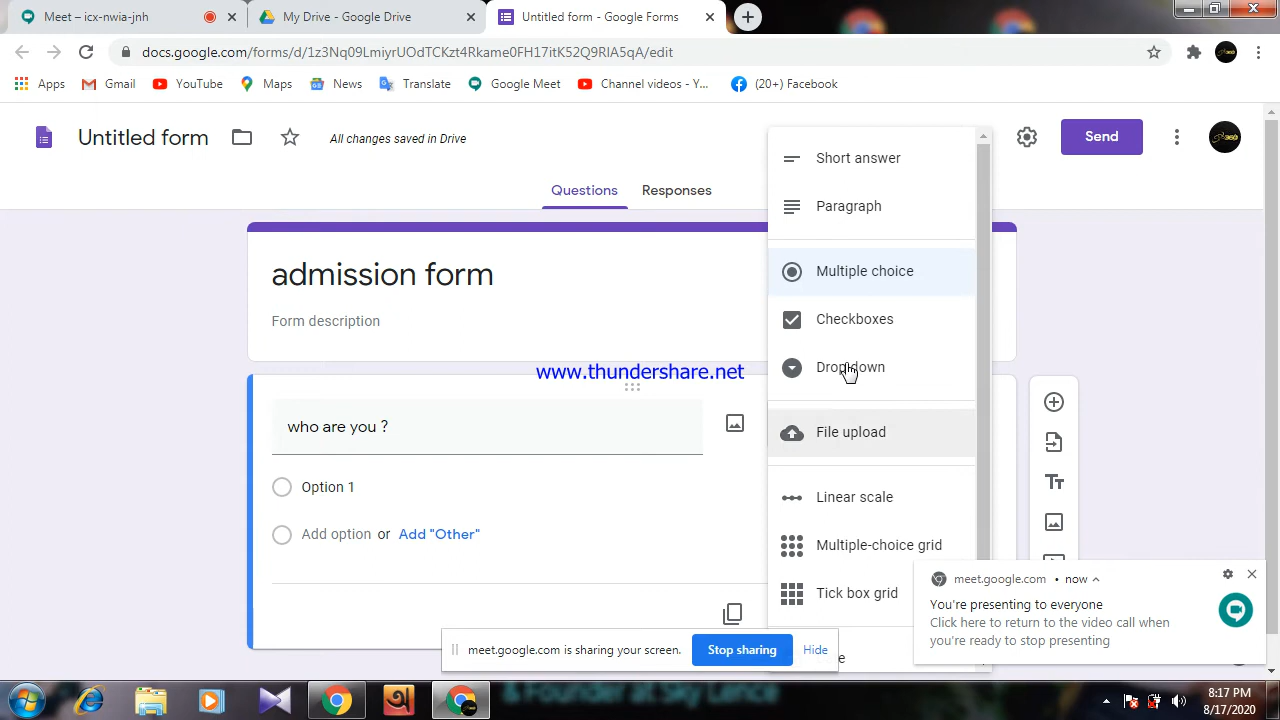 Meet – icx-nwia-jnh
My Drive - Google Drive
Untitled form - Google Forms
docs.google.com/forms/d/1z3Nq09LmiyrUOdTCKzt4Rkame0FH17itK52Q9RlA5qA/edit
Apps
Gmail
YouTube
Maps
News
Translate
Google Meet
Channel videos - Y...
(20+) Facebook
Untitled form
All changes saved in Drive
Send
Questions
Responses
admission form
Form description
www.thundershare.net
who are you ?
Option 1
Add option or Add "Other"
Short answer
Paragraph
Multiple choice
Checkboxes
Dropdown
File upload
Linear scale
Multiple-choice grid
Tick box grid
meet.google.com • now
You're presenting to everyone
Click here to return to the video call when
you're ready to stop presenting
meet.google.com is sharing your screen.
Stop sharing
Hide
8:17 PM
8/17/2020